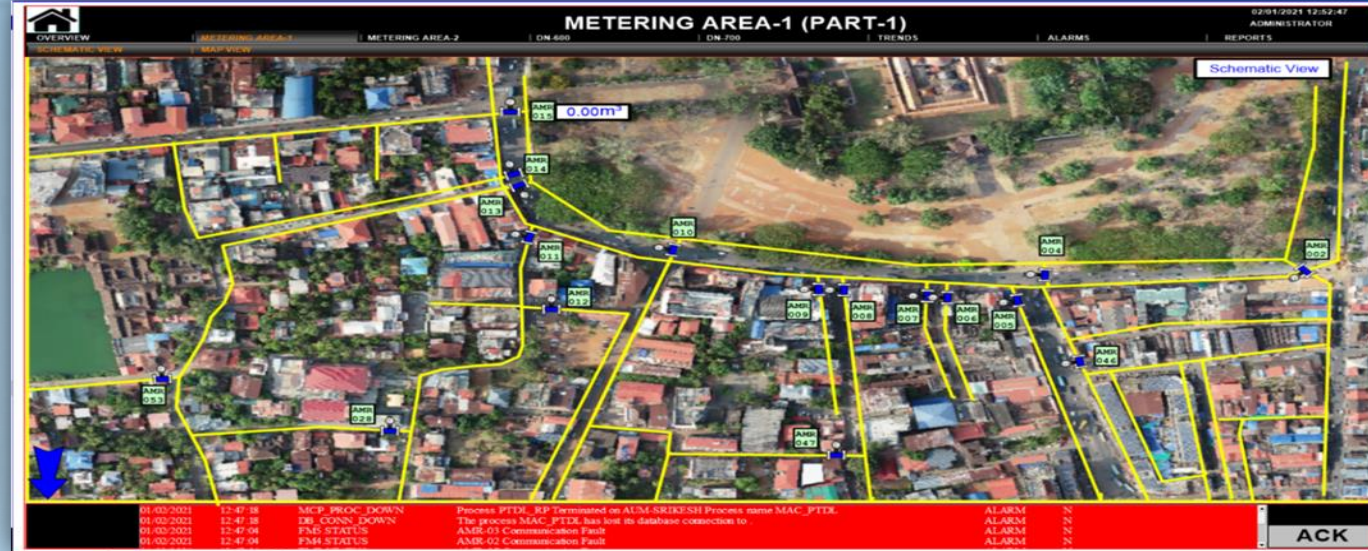 METERING AREA-1 (PART-1)
02/01/2021 12:52:47
ADMINISTRATOR
OVERVIEW METERING AREA-1 METERING AREA-2 DN-600 DN-700 TRENDS ALARMS REPORTS
SCHEMATIC VIEW MAP VIEW
Schematic View
AMR 015 0.00m³
AMR 014
AMR 013
AMR 010
AMR 011
AMR 004
AMR 002
AMR 012
AMR 009
AMR 008
AMR 007
AMR 006
AMR 005
AMR 046
AMR 053
AMR 028
AMR 047
01/02/2021 12:47:18 MCP_PROC_DOWN Process PTDL_RP Terminated on AUM-SRIKESH Process name MAC_PTDL ALARM N
01/02/2021 12:47:18 DB_CONN_DOWN The process MAC_PTDL has lost its database connection to . ALARM N
01/02/2021 12:47:04 FM5 STATUS AMR-03 Communication Fault ALARM N
01/02/2021 12:47:04 FM4 STATUS AMR-02 Communication Fault ALARM N
ACK